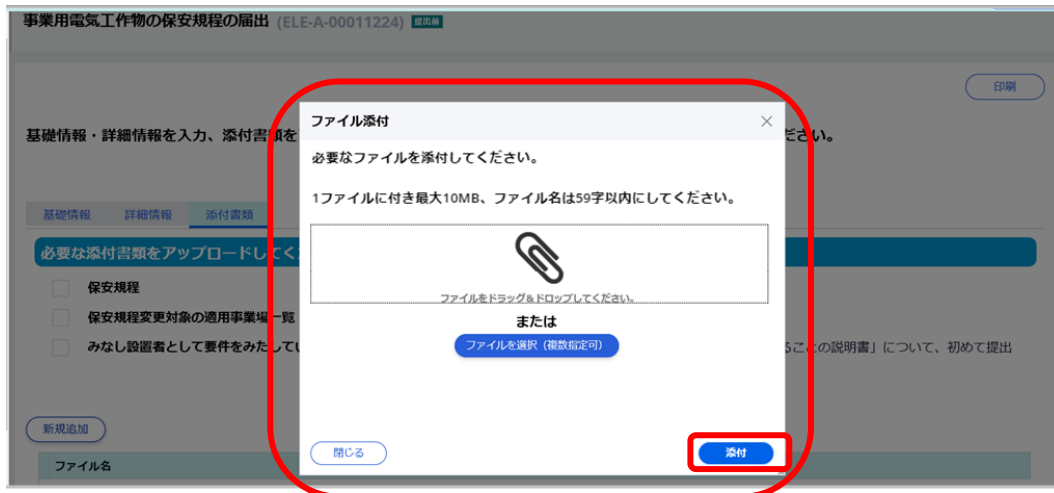 事業用電気工作物の保安規程の届出 (ELE-A-00011224) 提出前
印刷
基礎情報・詳細情報を入力、添付書類を
ださい。
ファイル添付
必要なファイルを添付してください。
1ファイルに付き最大10MB、ファイル名は59字以内にしてください。
基礎情報 詳細情報 添付書類
必要な添付書類をアップロードしてく
ファイルをドラッグ&ドロップしてください。
または
ファイルを選択（複数指定可）
保安規程
保安規程変更対象の適用事業場一覧
みなし設置者として要件をみたしてい
ることの説明書」について、初めて提出
新規追加
閉じる
添付
ファイル名